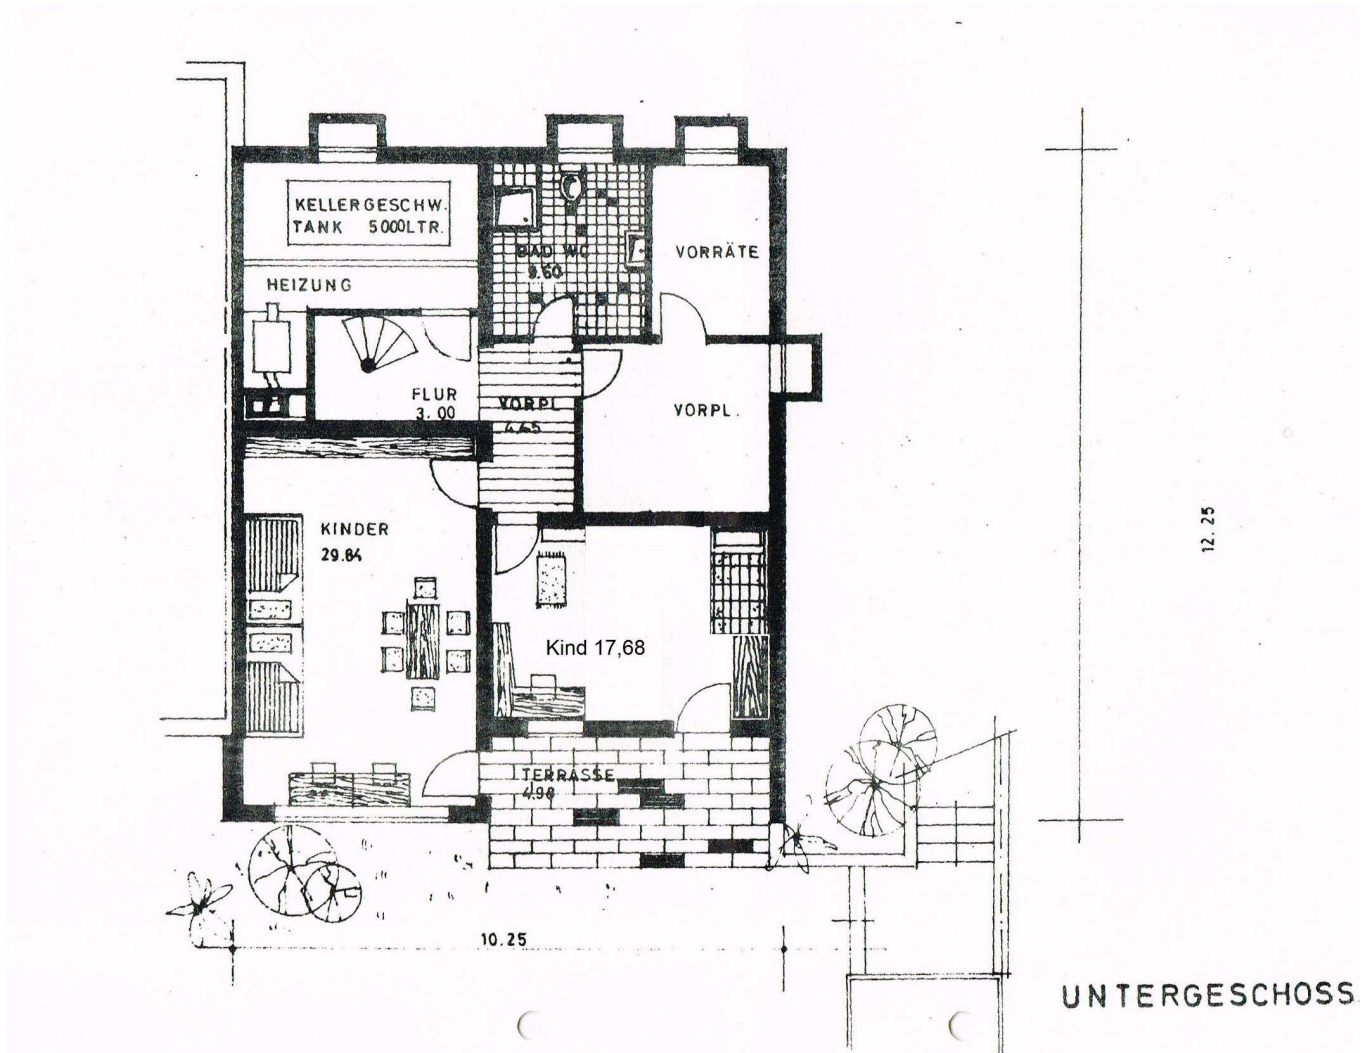 KELLERGESCHW.
TANK 5000LTR.
HEIZUNG
BAD WC
9.60
VORRÄTE
FLUR
3.00
VORPL
4.65
VORPL.
KINDER
29.84
Kind 17,68
TERRASSE
4.98
12.25
10.25
UNTERGESCHOSS